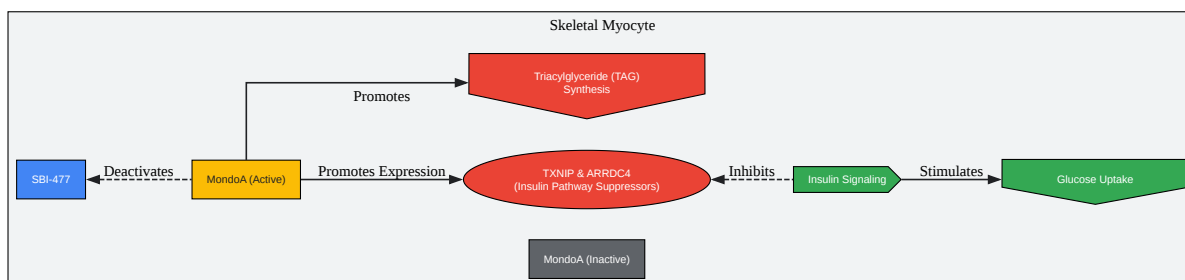 Skeletal Myocyte
Triacylglyceride (TAG)
Synthesis
Promotes
SBI-477
Deactivates
MondoA (Active)
Promotes Expression
TXNIP & ARRDC4
(Insulin Pathway Suppressors)
Inhibits
Insulin Signaling
Stimulates
Glucose Uptake
MondoA (Inactive)